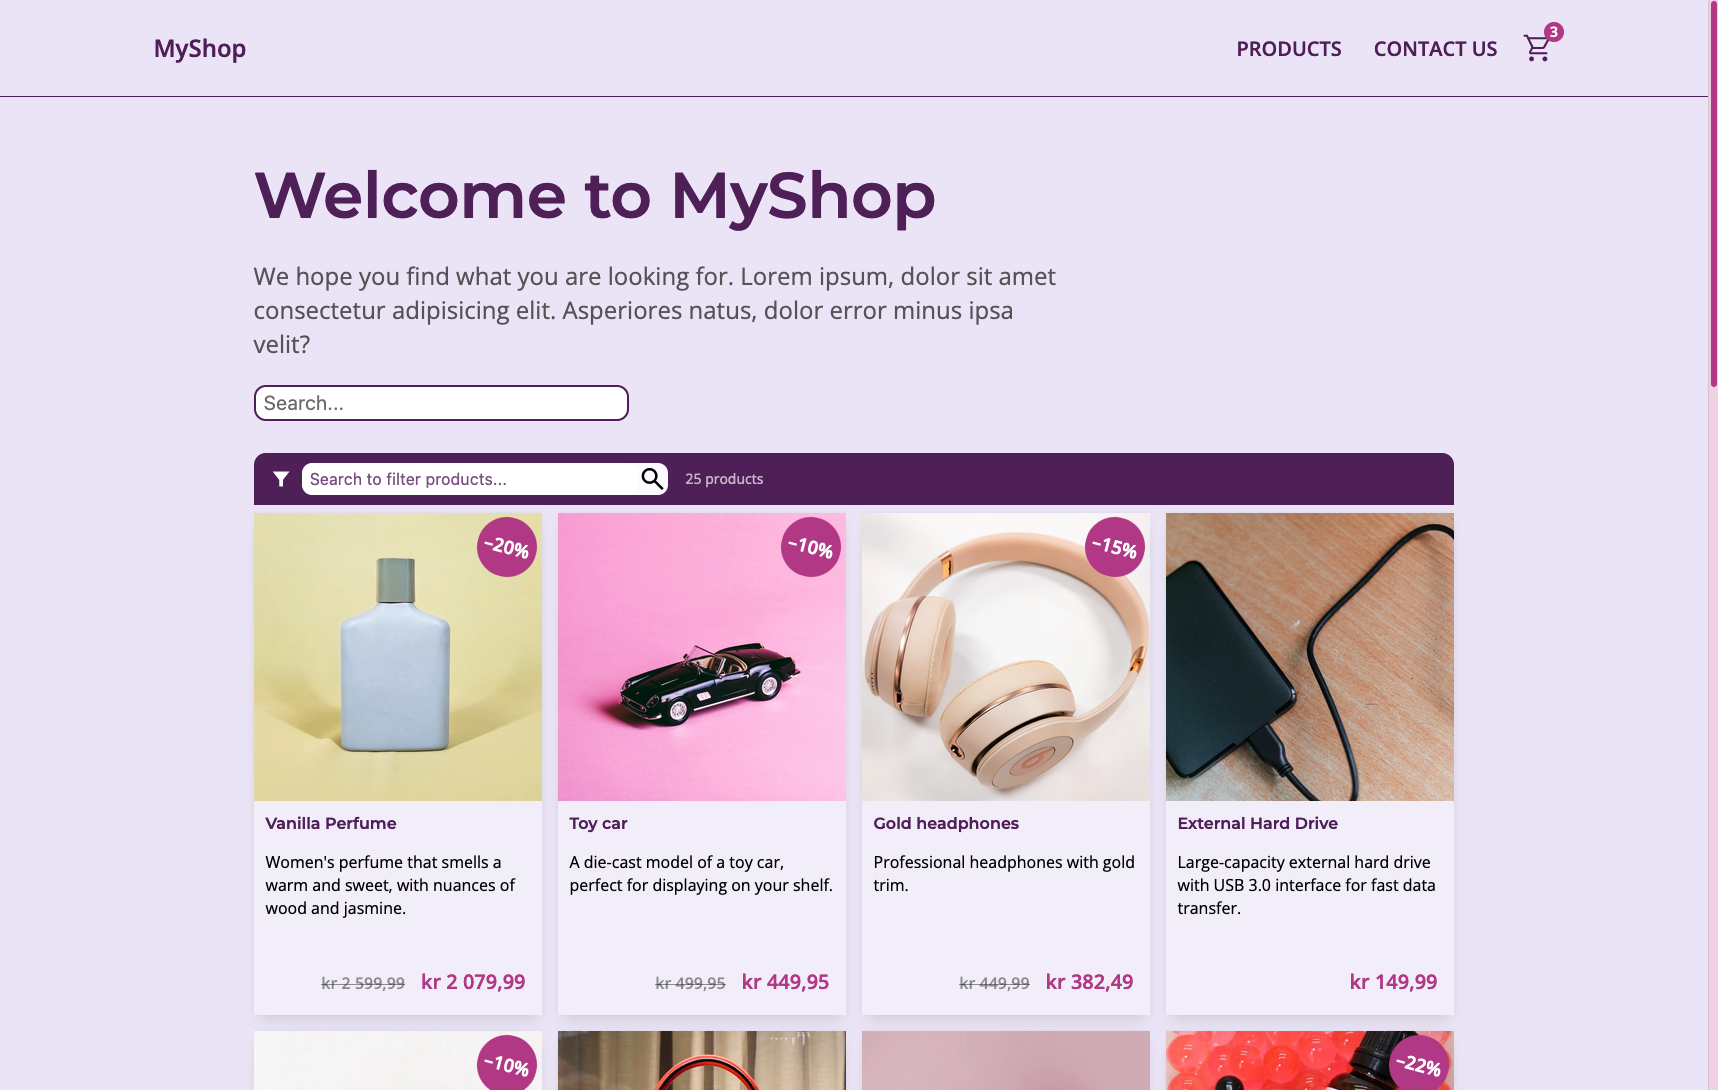 MyShop
PRODUCTS
CONTACT US
3
Welcome to MyShop
We hope you find what you are looking for. Lorem ipsum, dolor sit amet
consectetur adipisicing elit. Asperiores natus, dolor error minus ipsa
velit?
Search...
Search to filter products...
25 products
-20%
-10%
-15%
Vanilla Perfume
Women's perfume that smells a
warm and sweet, with nuances of
wood and jasmine.
kr 2 599,99 kr 2 079,99
Toy car
A die-cast model of a toy car,
perfect for displaying on your shelf.
kr 499,95 kr 449,95
Gold headphones
Professional headphones with gold
trim.
kr 449,99 kr 382,49
External Hard Drive
Large-capacity external hard drive
with USB 3.0 interface for fast data
transfer.
kr 149,99
-10%
-22%